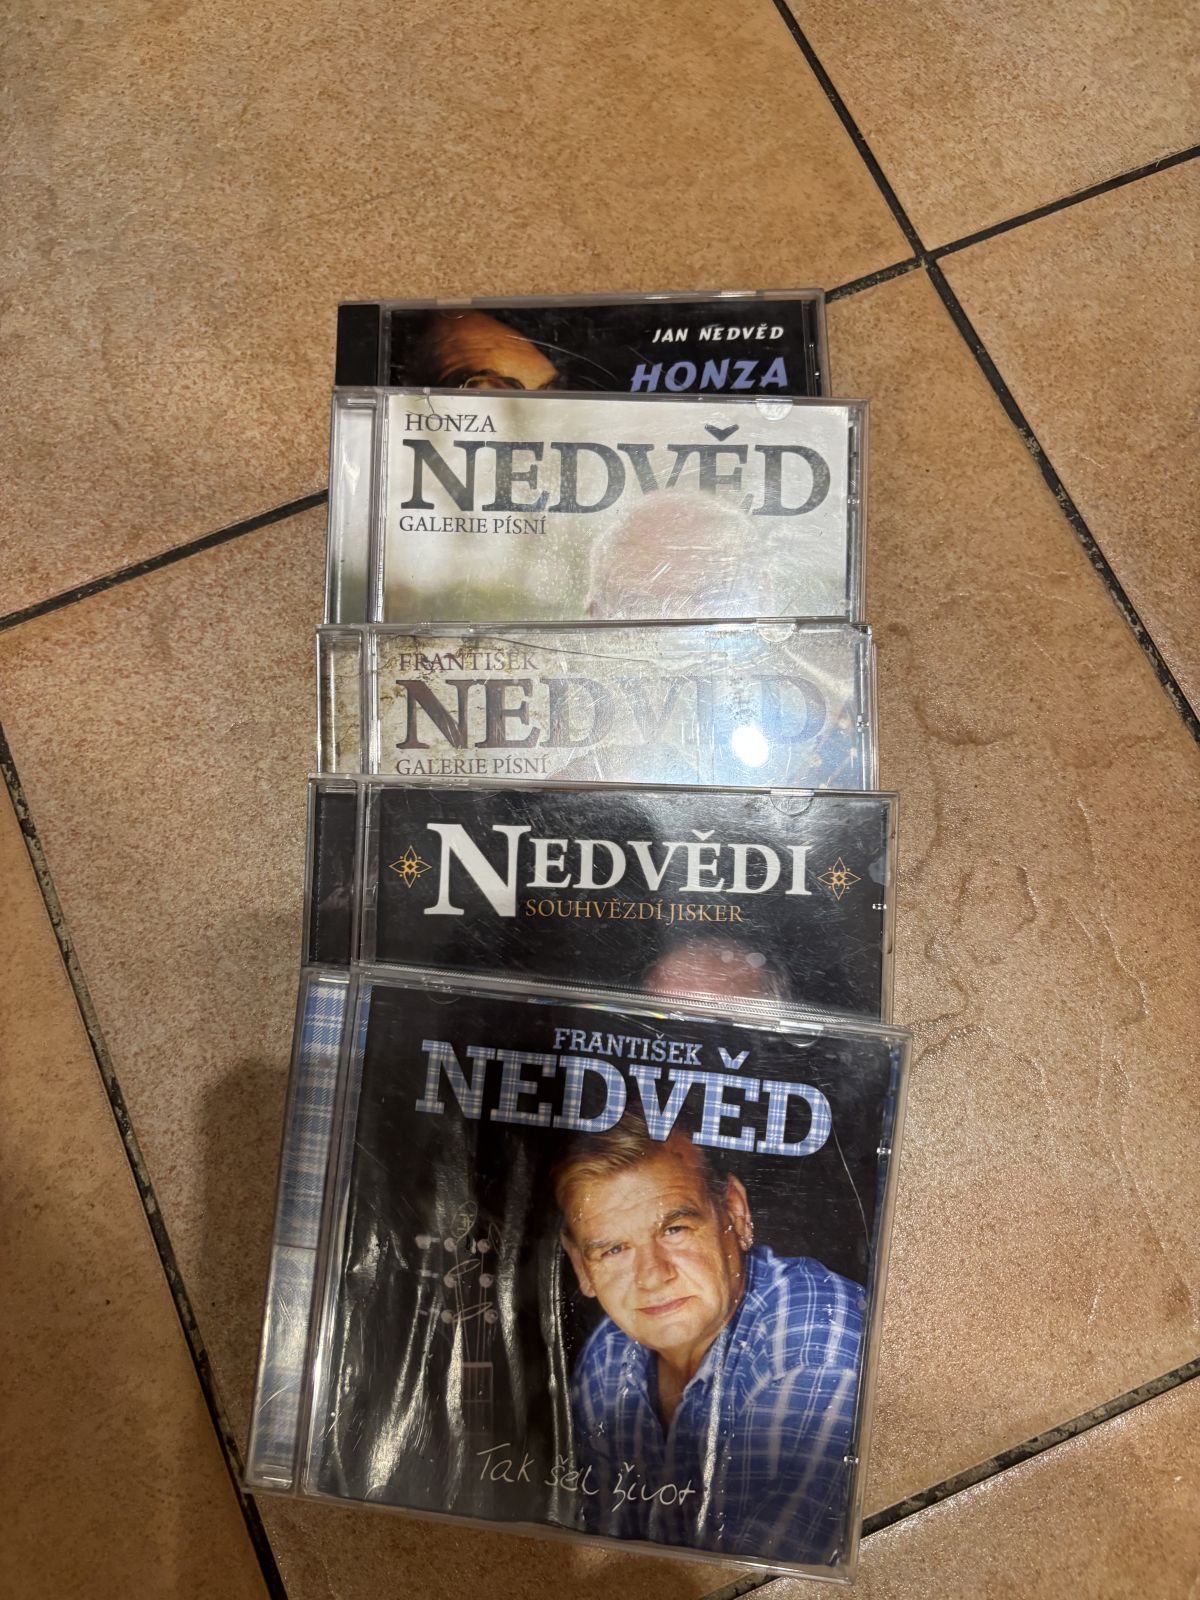 JAN NEDVĚD
HONZA
HONZA
NEDVĚD
GALERIE PÍSNÍ
FRANTIŠEK
NEDVĚD
GALERIE PÍSNÍ
NEDVĚDI
SOUHVĚZDÍ JISKER
FRANTIŠEK
NEDVĚD
Tak šel život